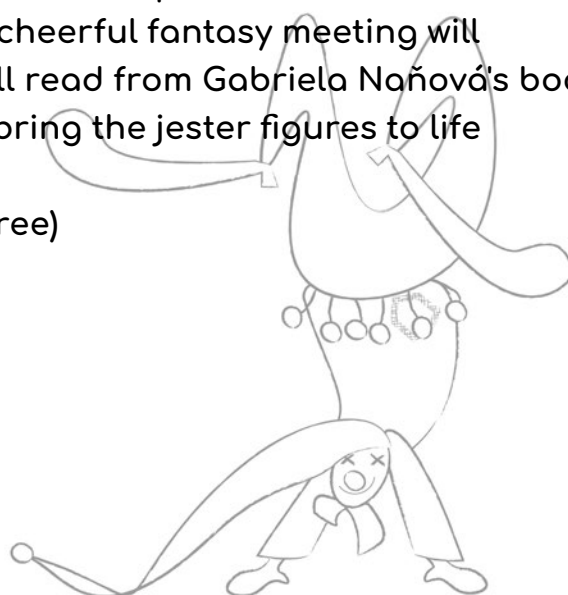 cheerful fantasy meeting will
ll read from Gabriela Naňová's boo
bring the jester figures to life
ree)